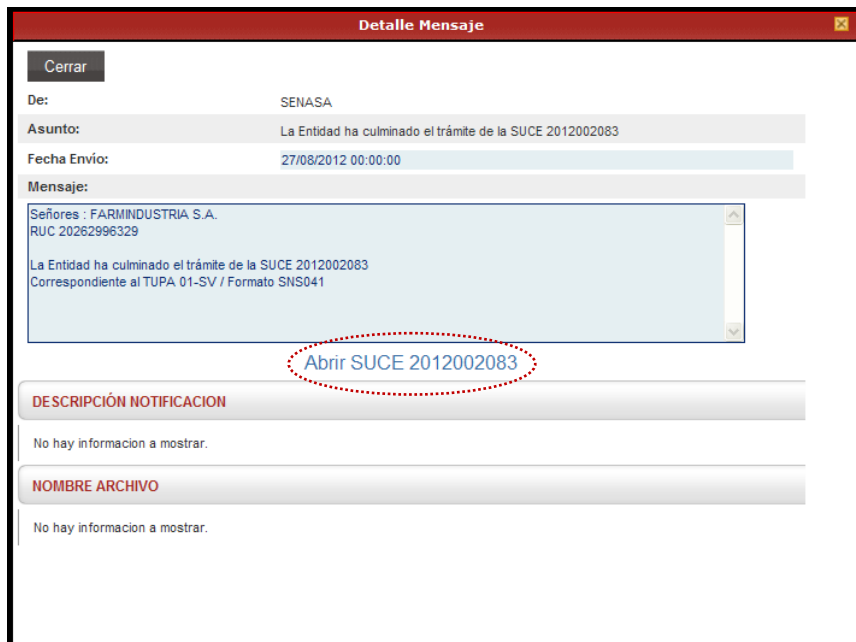 Detalle Mensaje
Cerrar
De: SENASA
Asunto: La Entidad ha culminado el trámite de la SUCE 2012002083
Fecha Envío: 27/08/2012 00:00:00
Mensaje:
Señores : FARMINDUSTRIA S.A.
RUC 20262996329
La Entidad ha culminado el trámite de la SUCE 2012002083
Correspondiente al TUPA 01-SV / Formato SNS041
Abrir SUCE 2012002083
DESCRIPCIÓN NOTIFICACION
No hay informacion a mostrar.
NOMBRE ARCHIVO
No hay informacion a mostrar.